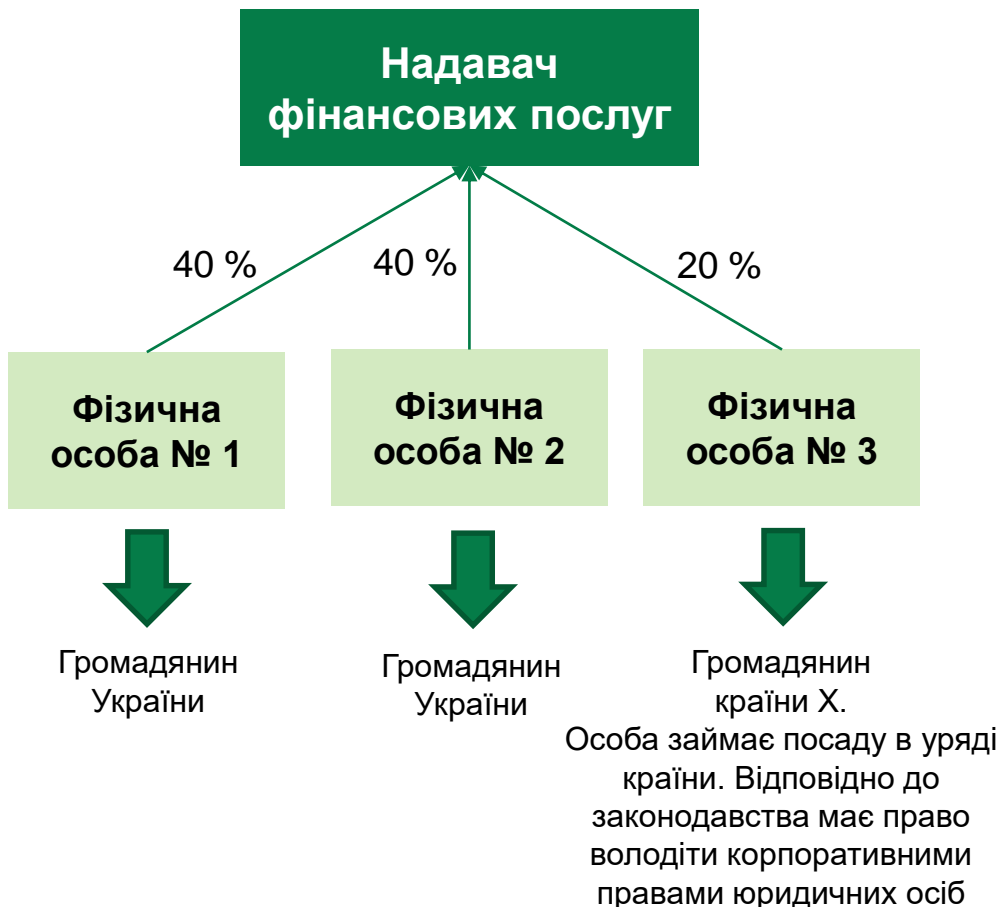 Надавач
фінансових послуг
40 %
40 %
20 %
Фізична
особа № 1
Фізична
особа № 2
Фізична
особа № 3
Громадянин
України
Громадянин
України
Громадянин
країни Х.
Особа займає посаду в уряді
країни. Відповідно до
законодавства має право
володіти корпоративними
правами юридичних осіб